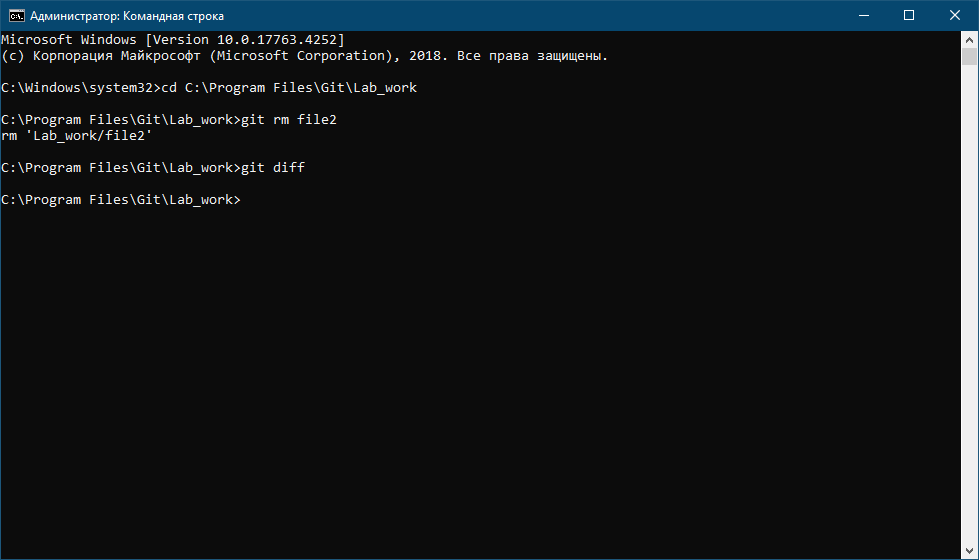 Администратор: Командная строка
Microsoft Windows [Version 10.0.17763.4252]
(c) Корпорация Майкрософт (Microsoft Corporation), 2018. Все права защищены.
C:\Windows\system32>cd C:\Program Files\Git\Lab_work
C:\Program Files\Git\Lab_work>git rm file2
rm 'Lab_work/file2'
C:\Program Files\Git\Lab_work>git diff
C:\Program Files\Git\Lab_work>